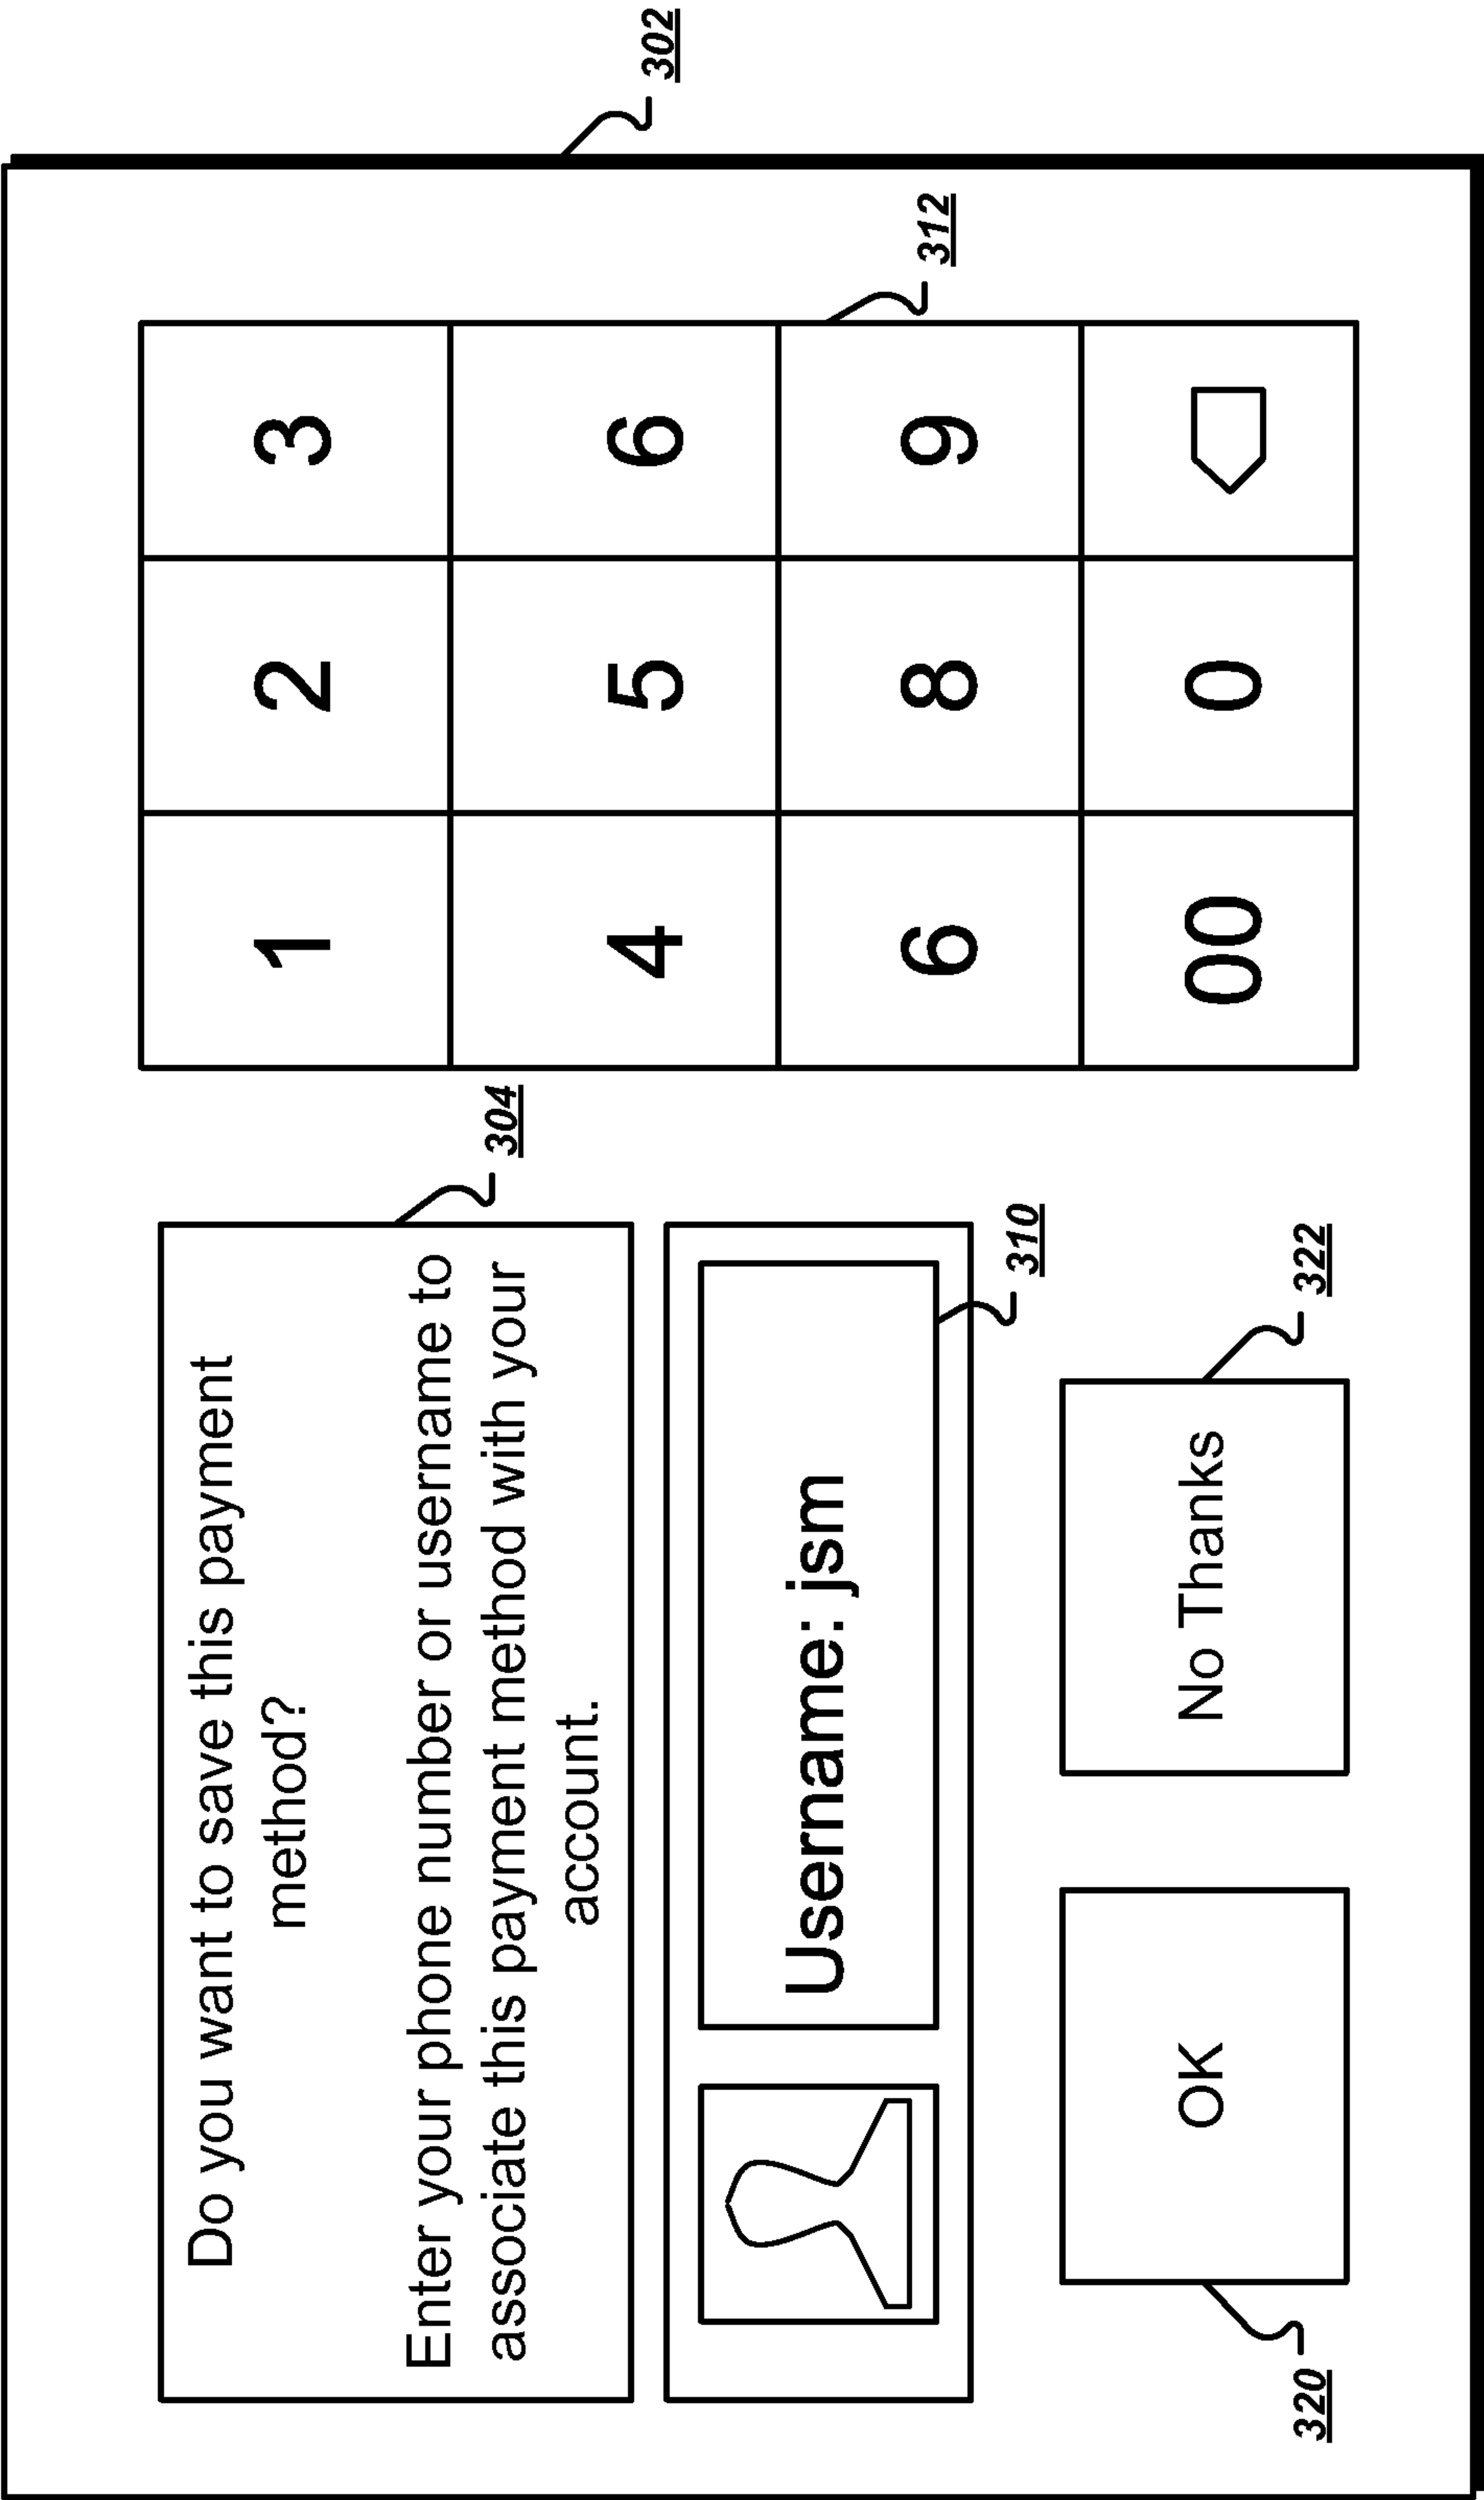 302
Do you want to save this payment
method?
Enter your phone number or username to
associate this payment method with your
account.
304
Username: jsm
310
OK
320
No Thanks
322
312
1 2 3
4 5 6
6 8 9
00 0